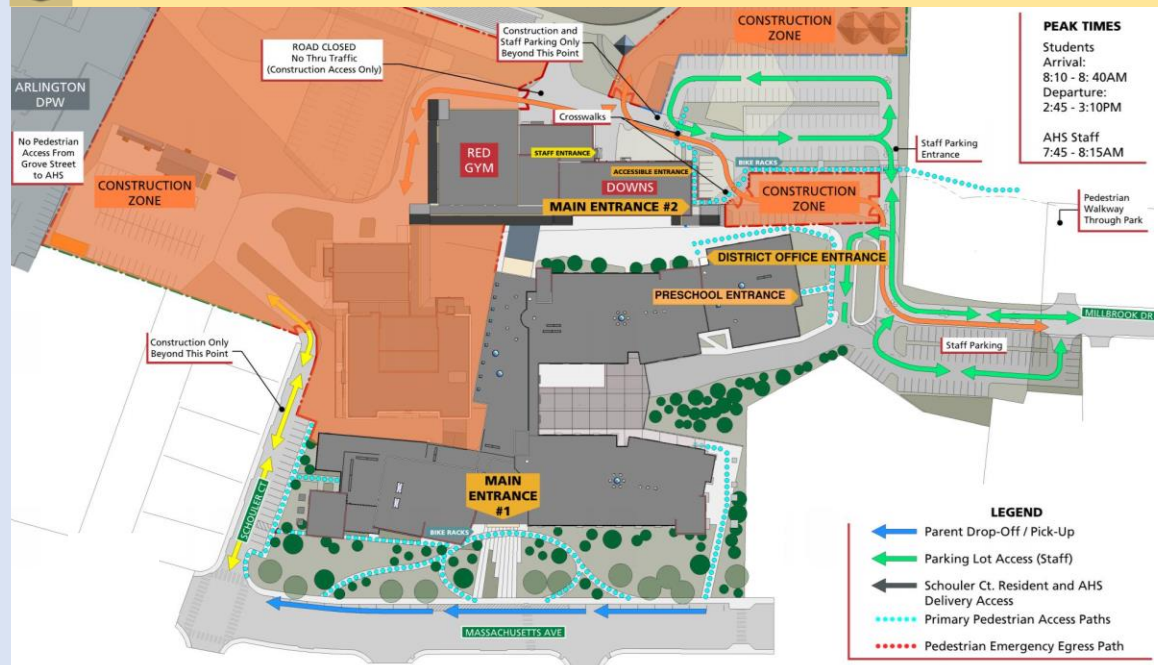 CONSTRUCTION
ZONE
Construction and
Staff Parking Only
Beyond This Point
PEAK TIMES
Students
Arrival:
8:10 - 8: 40AM
Departure:
2:45 - 3:10PM
AHS Staff
7:45 - 8:15AM
ROAD CLOSED
No Thru Traffic
(Construction Access Only)
ARLINGTON
DPW
Crosswalks
No Pedestrian
Access From
Grove Street
to AHS
RED
GYM
STAFF ENTRANCE
ACCESSIBLE ENTRANCE
BIKE RACKS
Staff Parking
Entrance
CONSTRUCTION
ZONE
DOWNS
MAIN ENTRANCE #2
CONSTRUCTION
ZONE
Pedestrian
Walkway
Through Park
DISTRICT OFFICE ENTRANCE
PRESCHOOL ENTRANCE
MILLBROOK DR
Construction Only
Beyond This Point
Staff Parking
SCHOULER CT
MAIN
ENTRANCE
#1
BIKE RACKS
MASSACHUSETTS AVE
LEGEND
Parent Drop-Off / Pick-Up
Parking Lot Access (Staff)
Schouler Ct. Resident and AHS
Delivery Access
Primary Pedestrian Access Paths
Pedestrian Emergency Egress Path